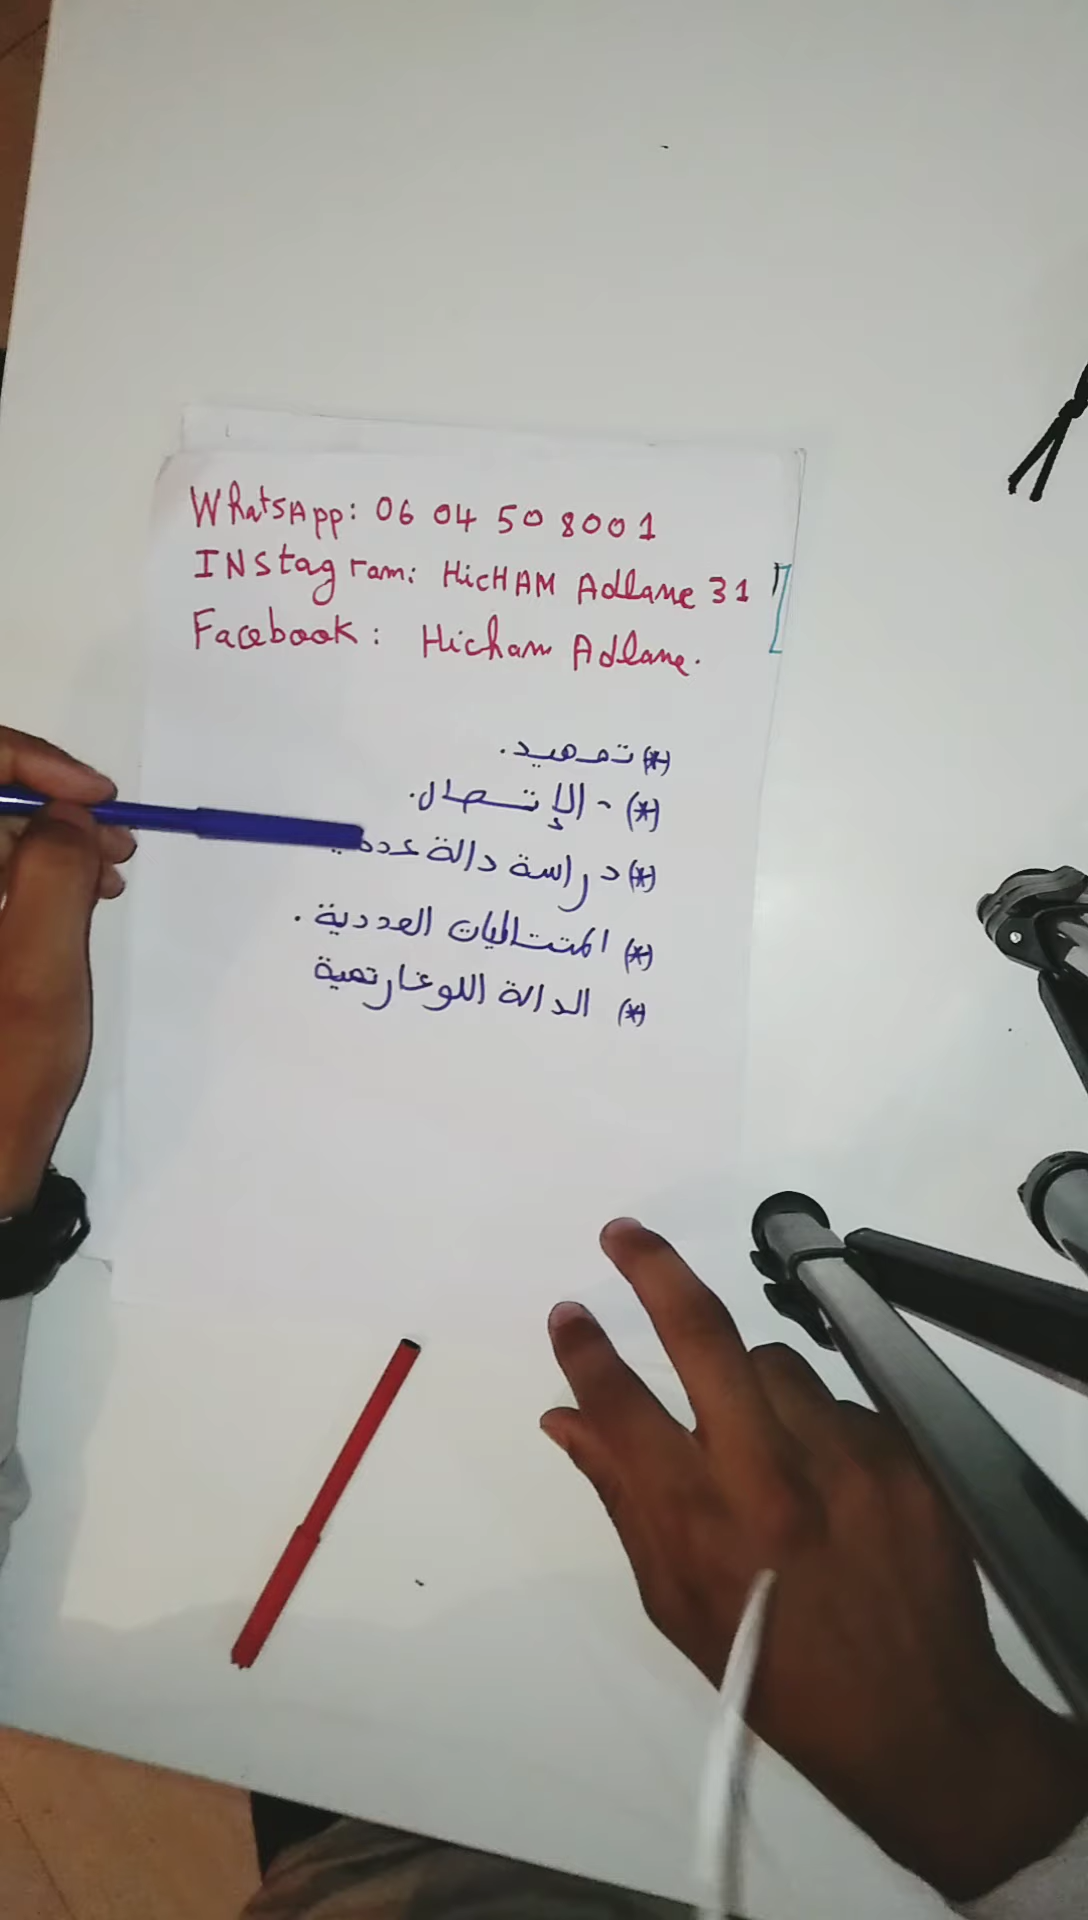 WhatsApp: 06 04 50 8001
INstagram: HicHAM Adlane 31
Facebook: Hicham Adlane.
(*) تمهيد.
(*) - الإتصال.
(*) دراسة دالة
(*) المتتاليات العددية.
(*) الدالة اللوغارتمية